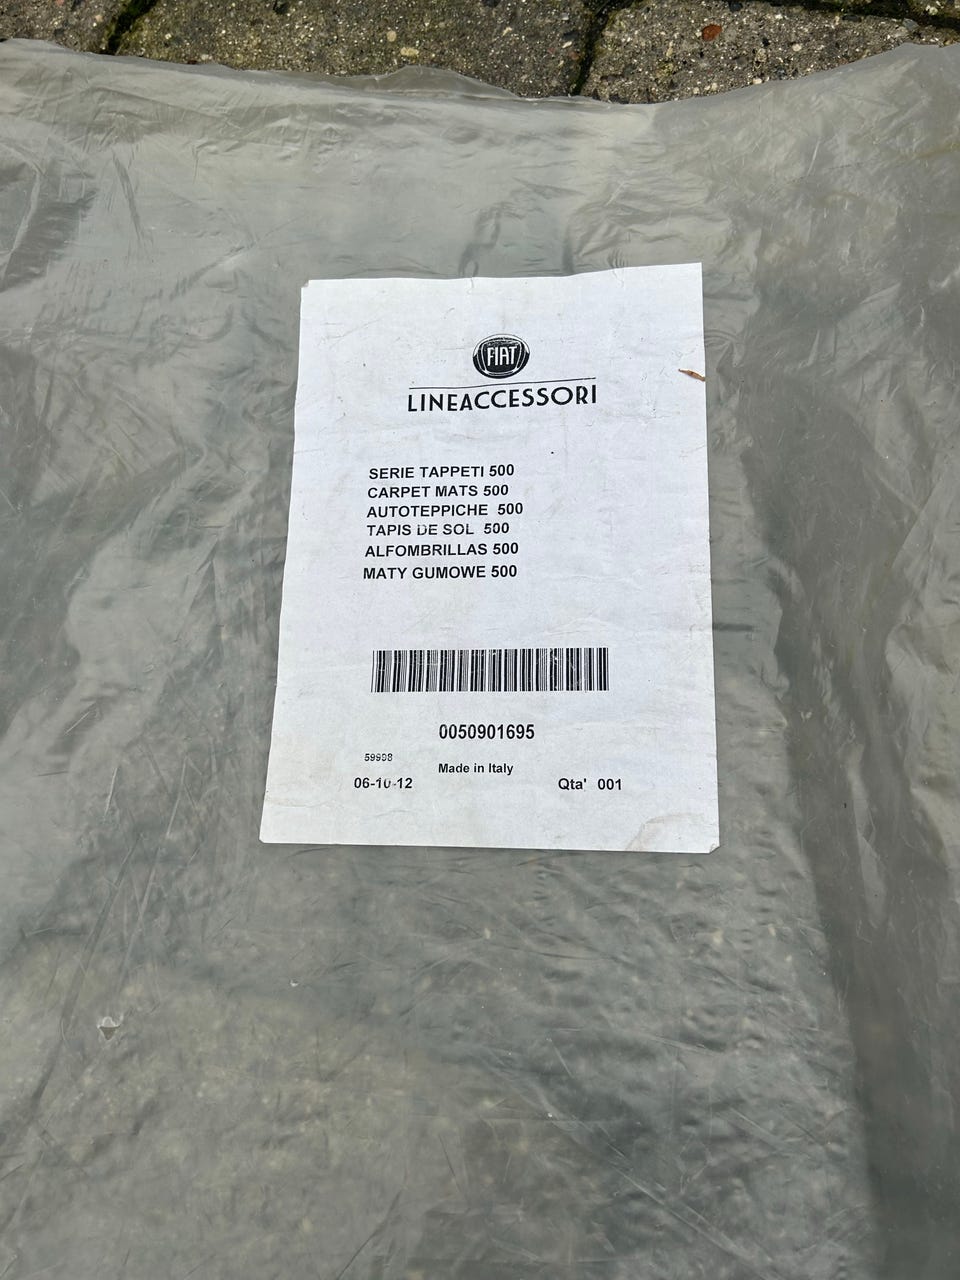 FIAT
LINEACCESSORI
SERIE TAPPETI 500
CARPET MATS 500
AUTOTEPPICHE 500
TAPIS DE SOL 500
ALFOMBRILLAS 500
MATY GUMOWE 500
0050901695
59998
Made in Italy
06-10-12
Qta' 001